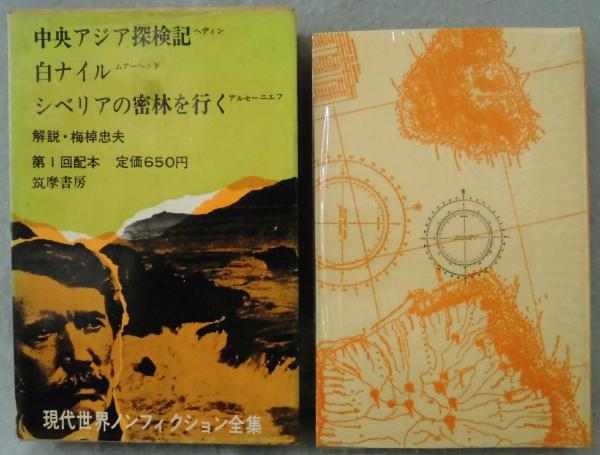 中央アジア探検記 ヘディン
白ナイル ムアーヘッド
シベリアの密林を行く アルセーニエフ
解説・梅棹忠夫
第1回配本 定価650円
筑摩書房
現代世界ノンフィクション全集